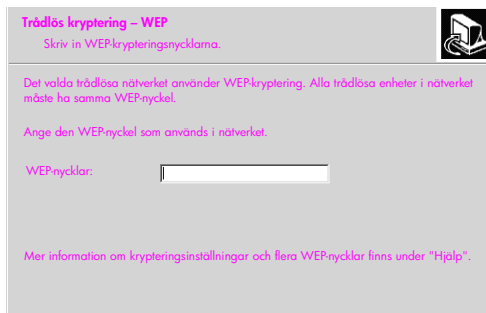 Trådlös kryptering – WEP
Skriv in WEP-krypteringsnycklarna.
Det valda trådlösa nätverket använder WEP-kryptering. Alla trådlösa enheter i nätverket
måste ha samma WEP-nyckel.
Ange den WEP-nyckel som används i nätverket.
WEP-nycklar:
Mer information om krypteringsinställningar och flera WEP-nycklar finns under "Hjälp".